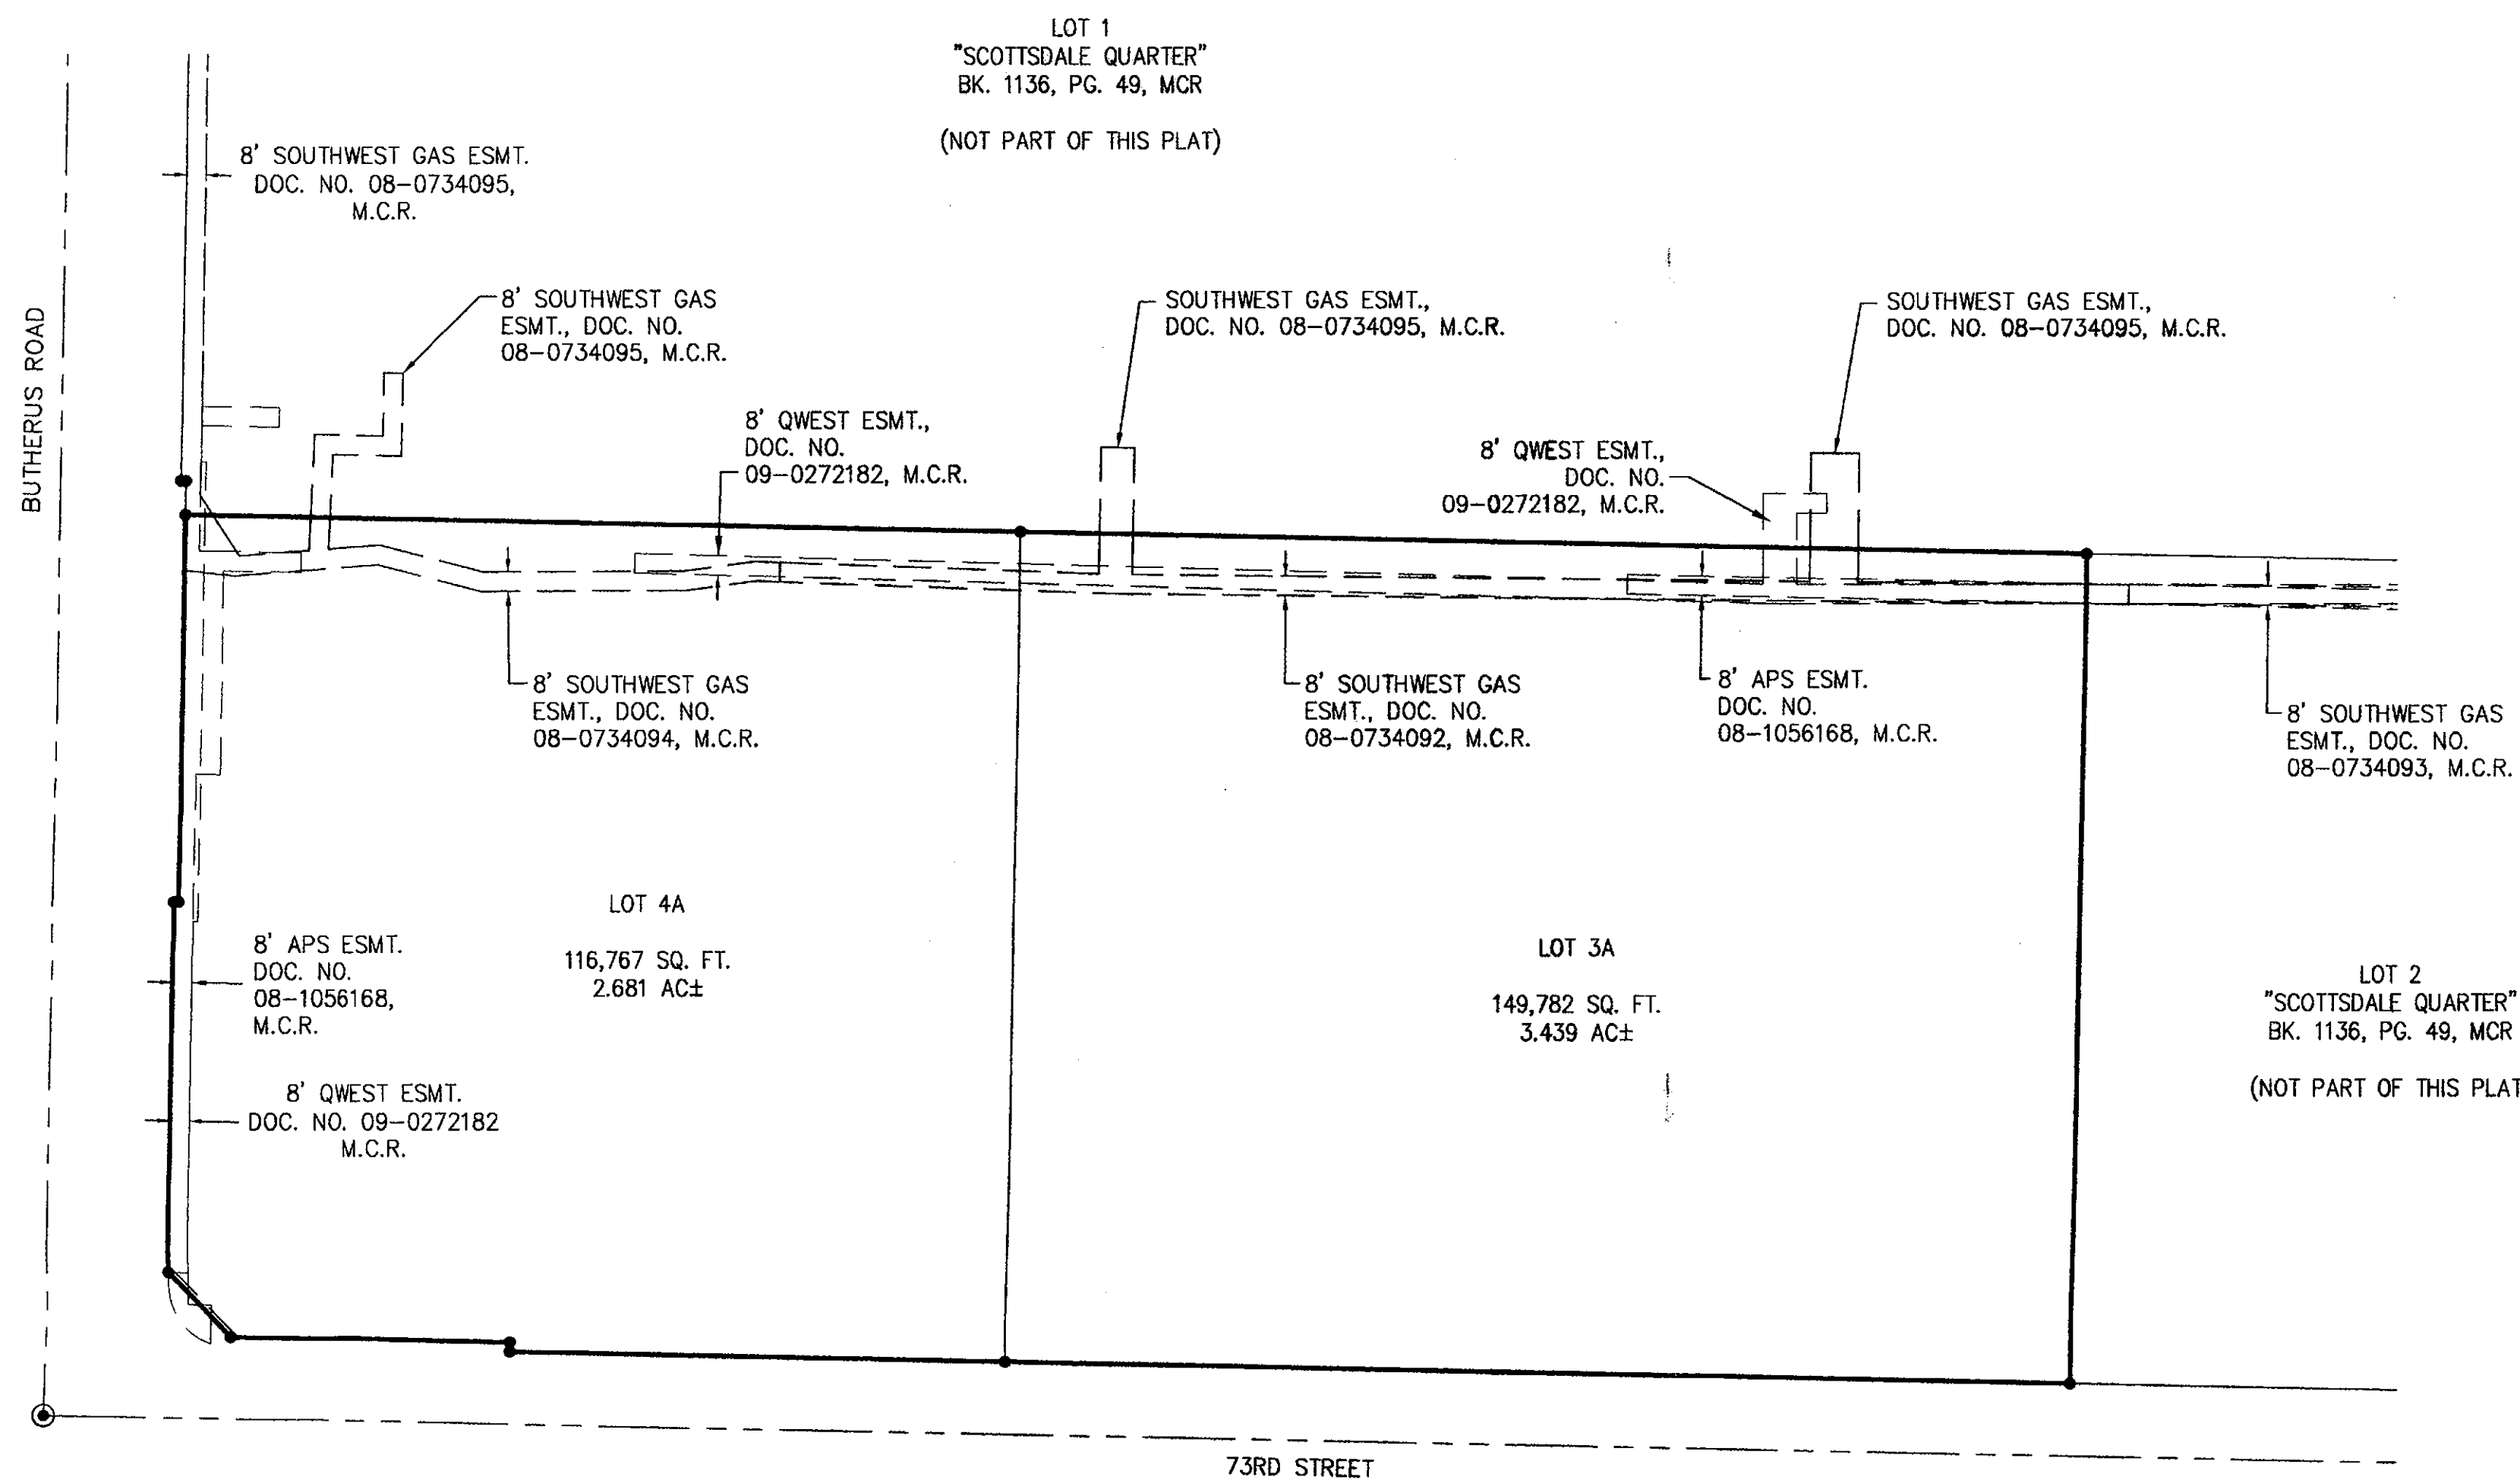 LOT 1
"SCOTTSDALE QUARTER"
BK. 1136, PG. 49, MCR
(NOT PART OF THIS PLAT)
8' SOUTHWEST GAS ESMT.
DOC. NO. 08-0734095,
M.C.R.
BUTHERUS ROAD
8' SOUTHWEST GAS
ESMT., DOC. NO.
08-0734095, M.C.R.
SOUTHWEST GAS ESMT.,
DOC. NO. 08-0734095, M.C.R.
SOUTHWEST GAS ESMT.,
DOC. NO. 08-0734095, M.C.R.
8' QWEST ESMT.,
DOC. NO.
09-0272182, M.C.R.
8' QWEST ESMT.,
DOC. NO.
09-0272182, M.C.R.
8' SOUTHWEST GAS
ESMT., DOC. NO.
08-0734094, M.C.R.
8' SOUTHWEST GAS
ESMT., DOC. NO.
08-0734092, M.C.R.
8' APS ESMT.
DOC. NO.
08-1056168, M.C.R.
8' SOUTHWEST GAS
ESMT., DOC. NO.
08-0734093, M.C.R.
LOT 4A
116,767 SQ. FT.
2.681 AC±
LOT 3A
149,782 SQ. FT.
3.439 AC±
LOT 2
"SCOTTSDALE QUARTER"
BK. 1136, PG. 49, MCR
(NOT PART OF THIS PLAT
8' APS ESMT.
DOC. NO.
08-1056168,
M.C.R.
8' QWEST ESMT.
DOC. NO. 09-0272182
M.C.R.
73RD STREET